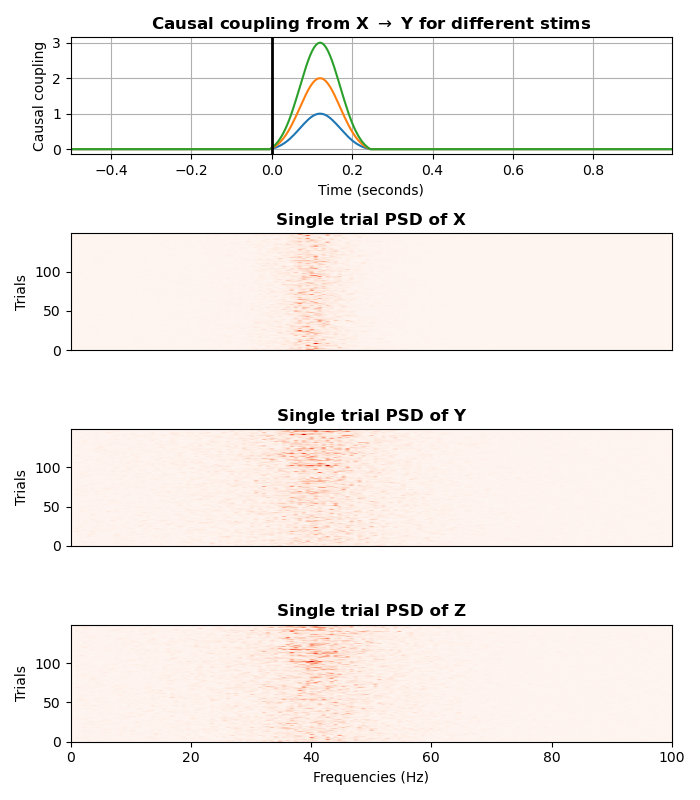 Causal coupling from X → Y for different stims
Causal coupling
3
2
1
0
−0.4 −0.2 0.0 0.2 0.4 0.6 0.8
Time (seconds)
Single trial PSD of X
Trials
100
50
0
Single trial PSD of Y
Trials
100
50
0
Single trial PSD of Z
Trials
100
50
0
0 20 40 60 80 100
Frequencies (Hz)